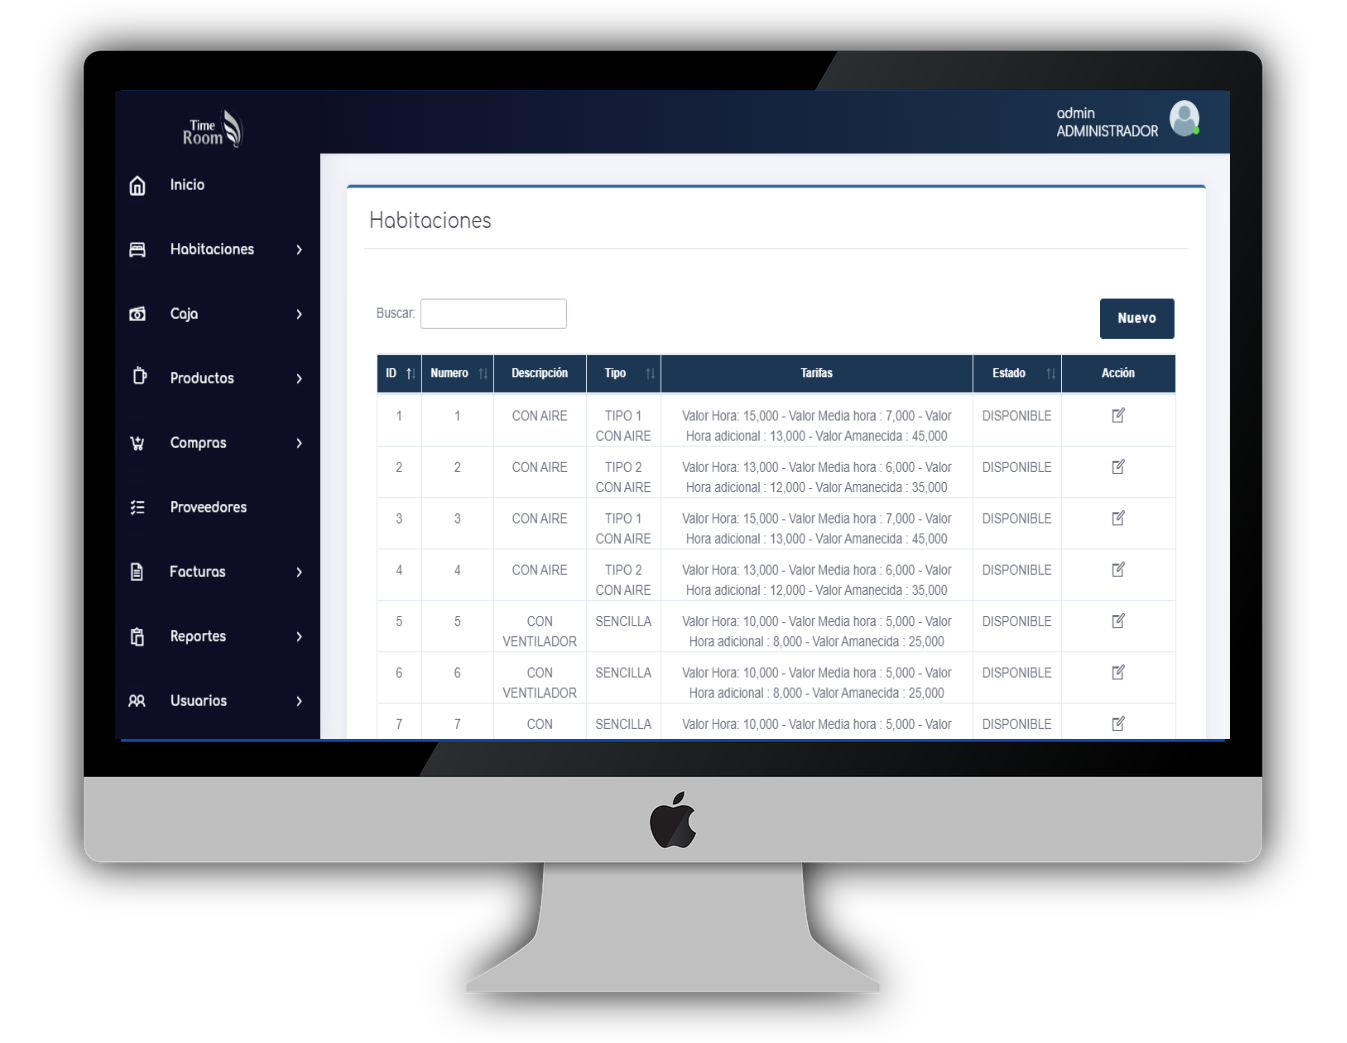 Time
Room
admin
ADMINISTRADOR
Inicio
Habitaciones
Caja
Productos
Compras
Proveedores
Facturas
Reportes
Usuarios
Habitaciones
Buscar:
Nuevo
ID Numero Descripción Tipo Tarifas Estado Acción
1 1 CON AIRE TIPO 1 Valor Hora: 15,000 - Valor Media hora : 7,000 - Valor DISPONIBLE
CON AIRE Hora adicional : 13,000 - Valor Amanecida : 45,000
2 2 CON AIRE TIPO 2 Valor Hora: 13,000 - Valor Media hora : 6,000 - Valor DISPONIBLE
CON AIRE Hora adicional : 12,000 - Valor Amanecida : 35,000
3 3 CON AIRE TIPO 1 Valor Hora: 15,000 - Valor Media hora : 7,000 - Valor DISPONIBLE
CON AIRE Hora adicional : 13,000 - Valor Amanecida : 45,000
4 4 CON AIRE TIPO 2 Valor Hora: 13,000 - Valor Media hora : 6,000 - Valor DISPONIBLE
CON AIRE Hora adicional : 12,000 - Valor Amanecida : 35,000
5 5 CON SENCILLA Valor Hora: 10,000 - Valor Media hora : 5,000 - Valor DISPONIBLE
VENTILADOR Hora adicional : 8,000 - Valor Amanecida : 25,000
6 6 CON SENCILLA Valor Hora: 10,000 - Valor Media hora : 5,000 - Valor DISPONIBLE
VENTILADOR Hora adicional : 8,000 - Valor Amanecida : 25,000
7 7 CON SENCILLA Valor Hora: 10,000 - Valor Media hora : 5,000 - Valor DISPONIBLE